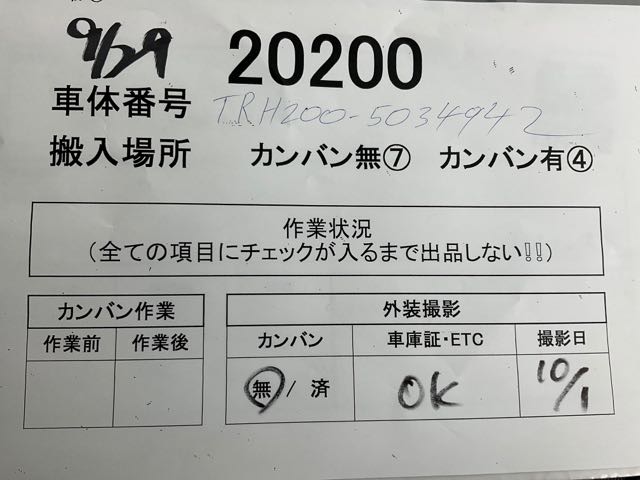 9/29 20200
車体番号 TRH200-5034942
搬入場所 カンバン無⑦ カンバン有④
作業状況
(全ての項目にチェックが入るまで出品しない!!)
カンバン作業 外装撮影
作業前 作業後 カンバン 車庫証・ETC 撮影日
無 / 済 OK 10/1